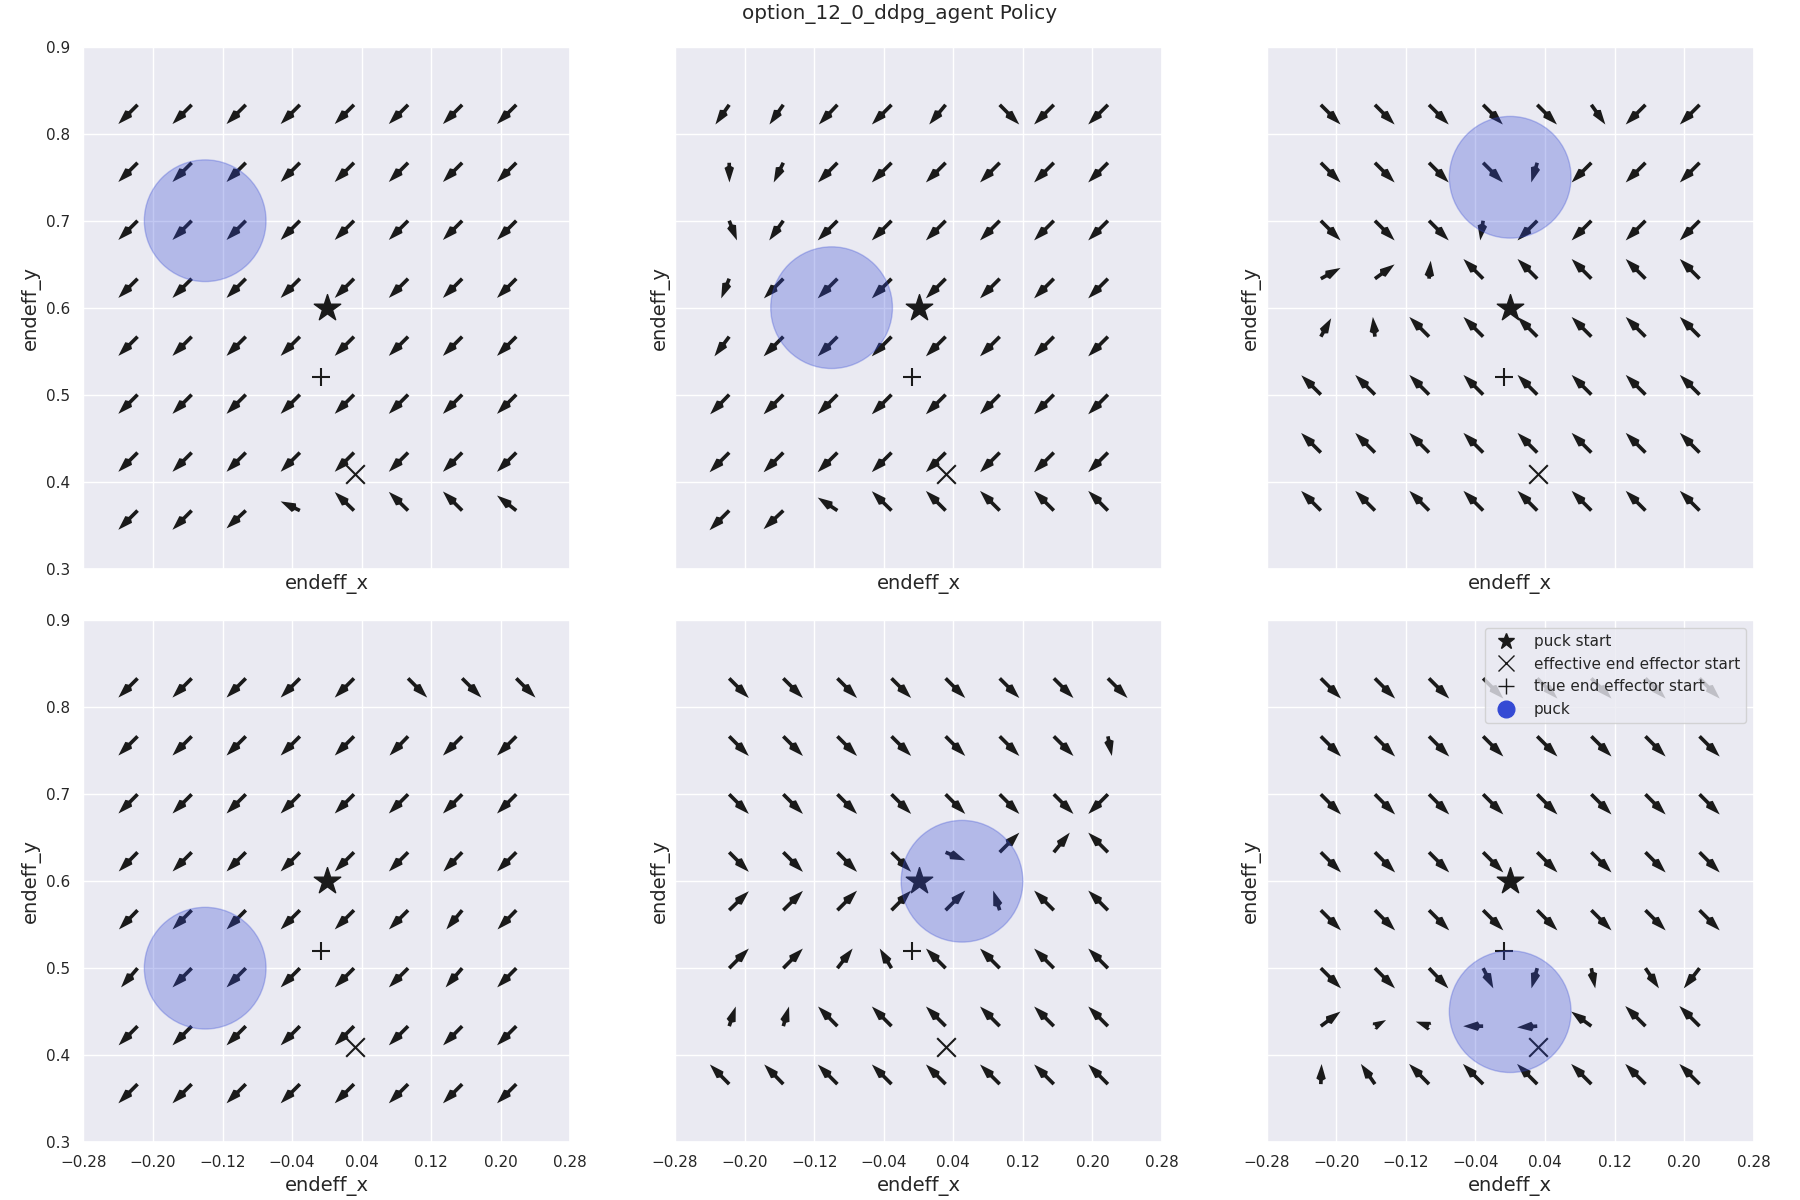 option_12_0_ddpg_agent Policy
0.9
0.8
0.7
0.6
0.5
0.4
0.3
endeff_y
endeff_x
endeff_y
endeff_x
endeff_y
endeff_x
0.9
0.8
0.7
0.6
0.5
0.4
0.3
endeff_y
−0.28 −0.20 −0.12 −0.04 0.04 0.12 0.20 0.28
endeff_x
endeff_y
−0.28 −0.20 −0.12 −0.04 0.04 0.12 0.20 0.28
endeff_x
puck start
effective end effector start
true end effector start
puck
endeff_y
−0.28 −0.20 −0.12 −0.04 0.04 0.12 0.20 0.28
endeff_x